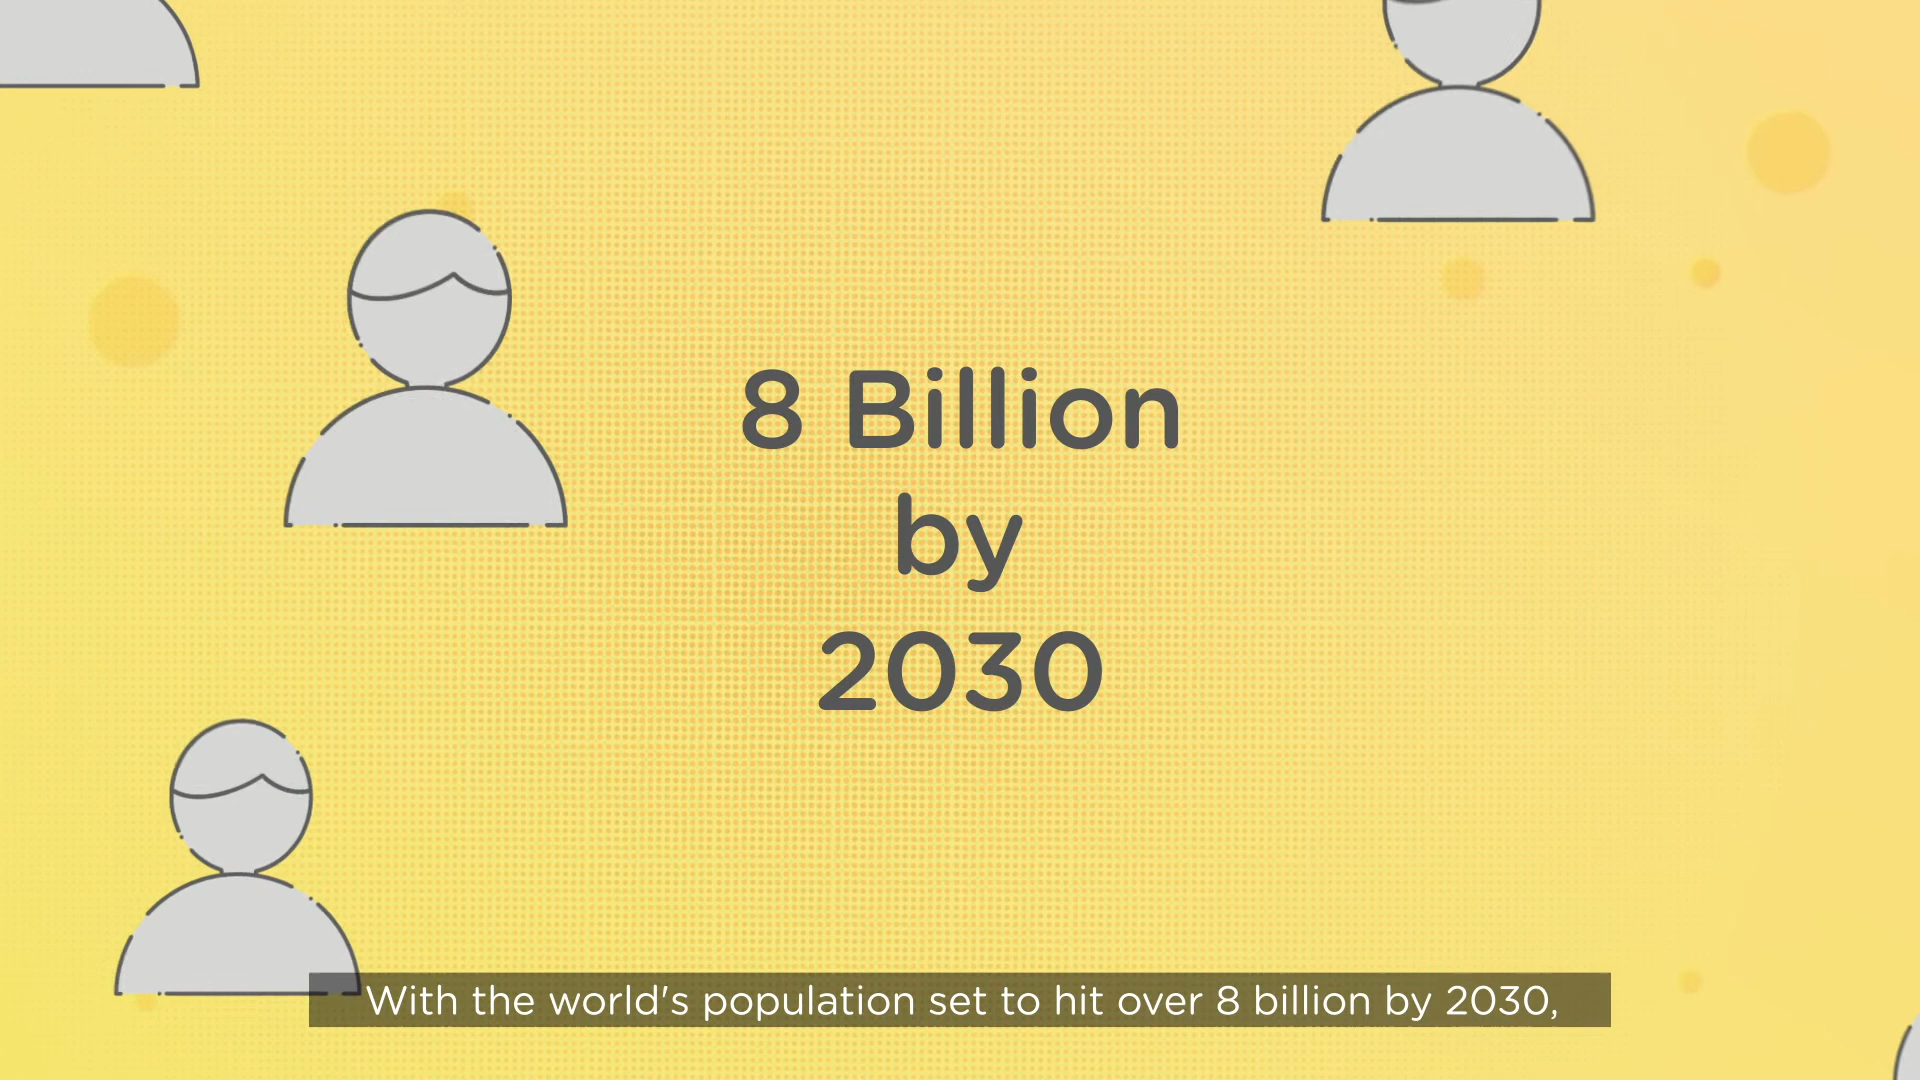 8 Billion
by
2030
With the world's population set to hit over 8 billion by 2030,